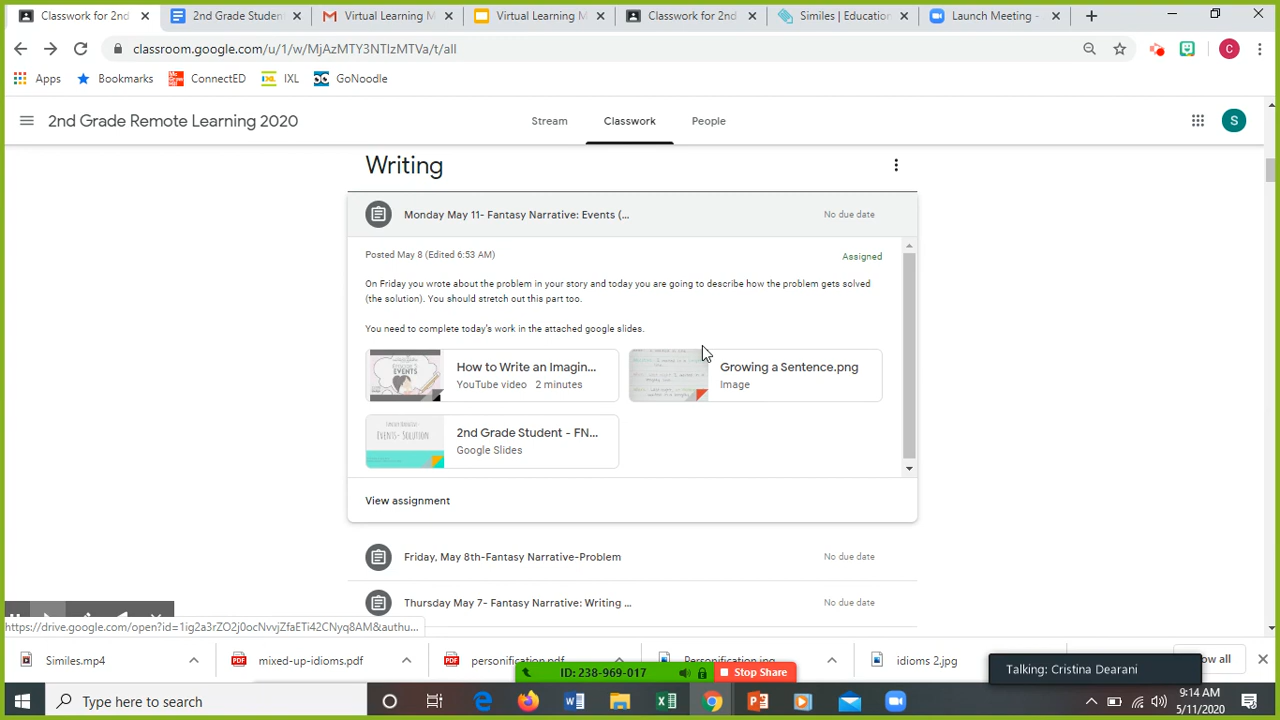 Classwork for 2nd
2nd Grade Student
Virtual Learning M
Virtual Learning M
Classwork for 2nd
Similes | Education
Launch Meeting -
classroom.google.com/u/1/w/MjAzMTY3NTIzMTVa/t/all
C
Apps
Bookmarks
ConnectED
IXL
GoNoodle
2nd Grade Remote Learning 2020
Stream
Classwork
People
S
Writing
Monday May 11- Fantasy Narrative: Events (...
No due date
Posted May 8 (Edited 6:53 AM)
Assigned
On Friday you wrote about the problem in your story and today you are going to describe how the problem gets solved
(the solution). You should stretch out this part too.
You need to complete today's work in the attached google slides.
EVENTS
How to Write an Imagin...
YouTube video 2 minutes
Growing a Sentence.png
Image
EVENTS- SOLUTION
2nd Grade Student - FN...
Google Slides
View assignment
Friday, May 8th-Fantasy Narrative-Problem
No due date
Thursday May 7- Fantasy Narrative: Writing ...
No due date
https://drive.google.com/open?id=1ig2a3rZO2j0ocNvvjZfaETi42CNyq8AM&authu...
Similes.mp4
mixed-up-idioms.pdf
personification.pdf
Personification.jpg
idioms 2.jpg
ow all
ID: 238-969-017
Stop Share
Talking: Cristina Dearani
Type here to search
9:14 AM
5/11/2020